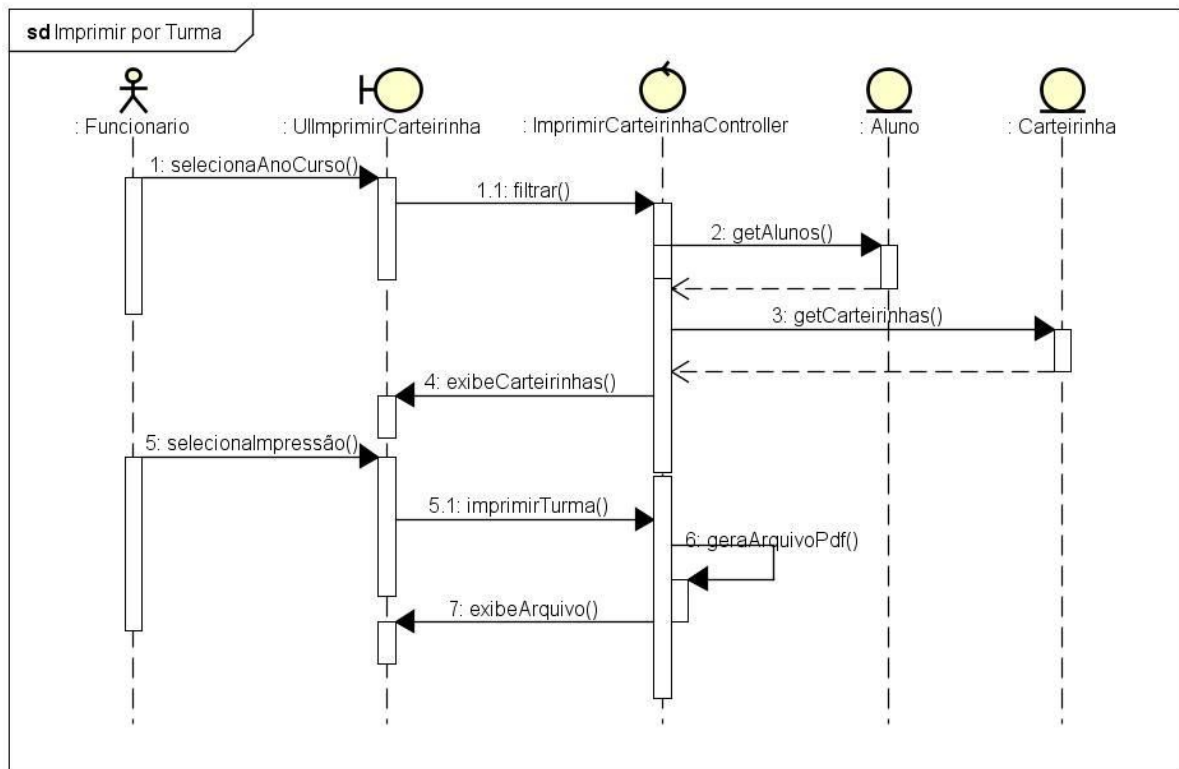 sd Imprimir por Turma
: Funcionario
: UIImprimirCarteirinha
: ImprimirCarteirinhaController
: Aluno
: Carteirinha
1: selecionaAnoCurso()
1.1: filtrar()
2: getAlunos()
3: getCarteirinhas()
4: exibeCarteirinhas()
5: selecionaImpressão()
5.1: imprimirTurma()
6: geraArquivoPdf()
7: exibeArquivo()